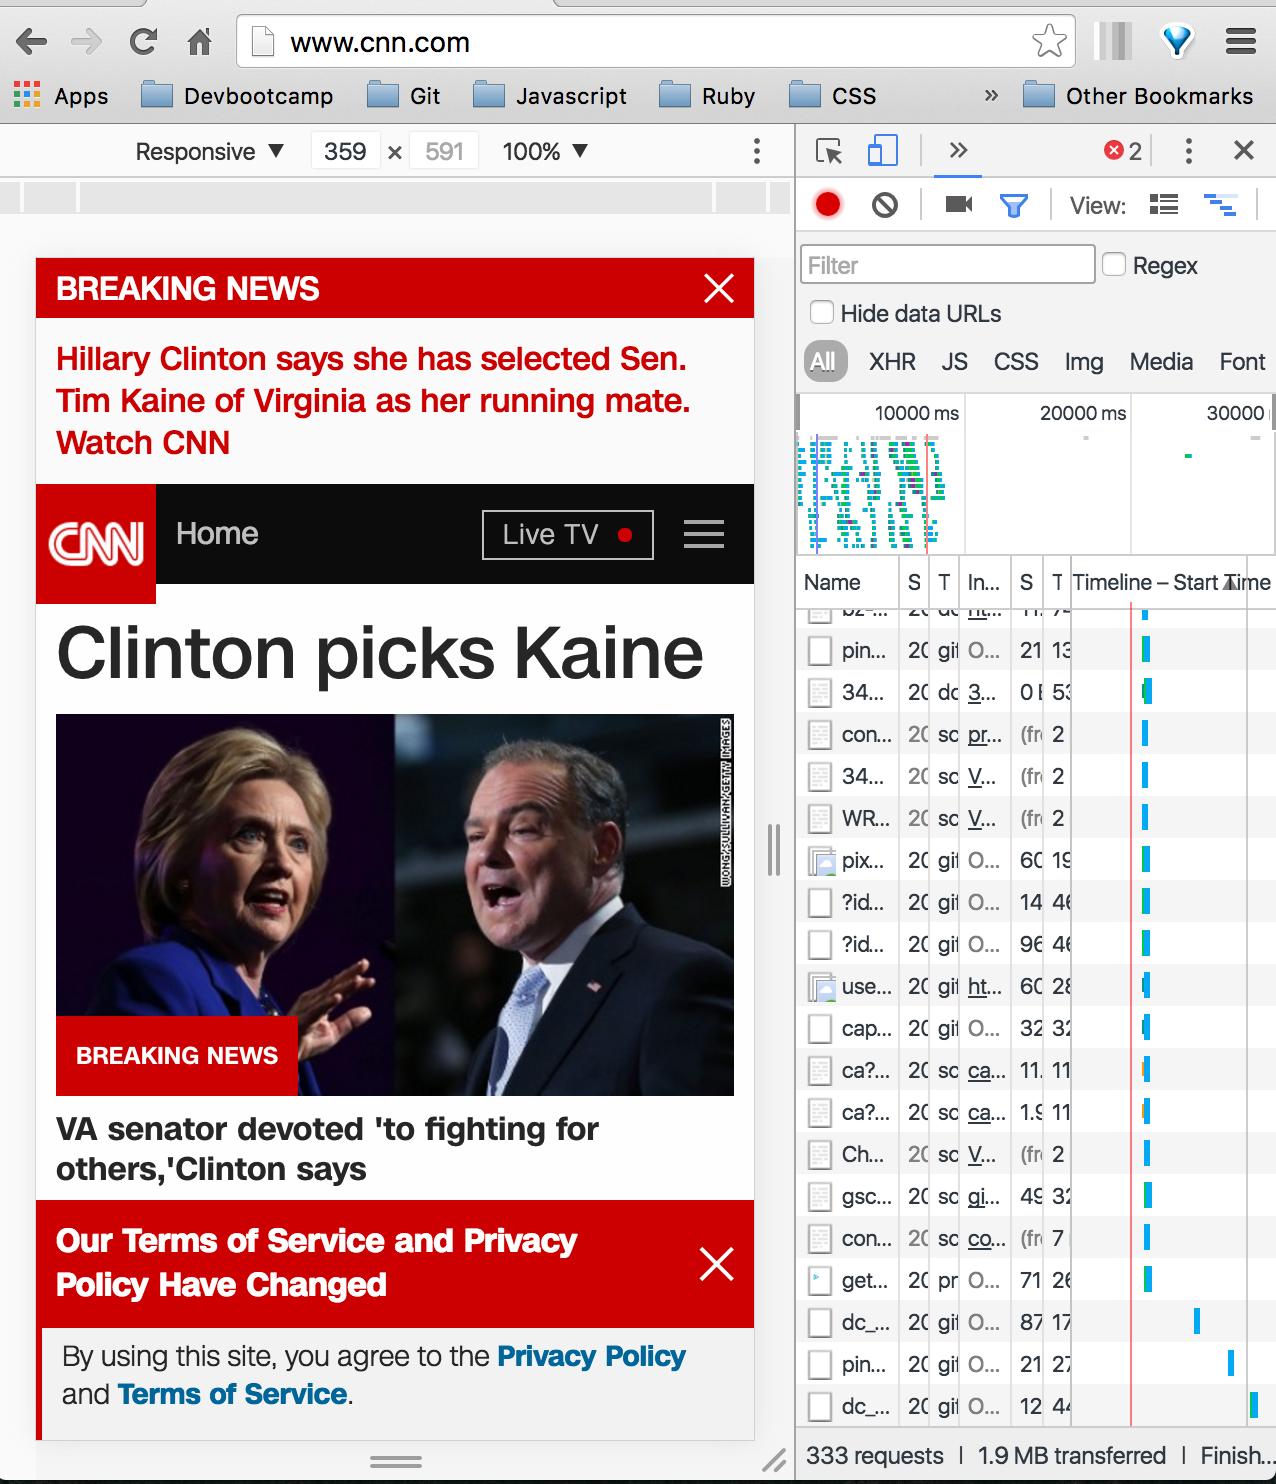 www.cnn.com
Apps Devbootcamp Git Javascript Ruby CSS » Other Bookmarks
Responsive ▼ 359 × 591 100% ▼
2
View:
Filter Regex
Hide data URLs
All XHR JS CSS Img Media Font
10000 ms 20000 ms 30000
Name S T In... S T Timeline – Start Time
BREAKING NEWS
Hillary Clinton says she has selected Sen.
Tim Kaine of Virginia as her running mate.
Watch CNN
CNN Home Live TV
Clinton picks Kaine
WONG/SULLIVAN/GETTY IMAGES
BREAKING NEWS
VA senator devoted 'to fighting for
others,'Clinton says
Our Terms of Service and Privacy
Policy Have Changed
By using this site, you agree to the Privacy Policy
and Terms of Service.
pin... 20 gif O... 21 13
34... 20 dc 3... 0 53
con... 20 sc pr... (fr 2
34... 20 sc V... (fr 2
WR... 20 sc V... (fr 2
pix... 20 gif O... 60 19
?id... 20 gif O... 14 46
?id... 20 gif O... 96 46
use... 20 gif ht... 60 28
cap... 20 gif O... 32 32
ca?... 20 sc ca... 11. 11
ca?... 20 sc ca... 1.9 11
Ch... 20 sc V... (fr 2
gsc... 20 sc gi... 49 32
con... 20 sc co... (fr 7
get... 20 pr O... 71 26
dc_... 20 gif O... 87 17
pin... 20 gif O... 21 27
dc_... 20 gif O... 12 44
333 requests | 1.9 MB transferred | Finish...